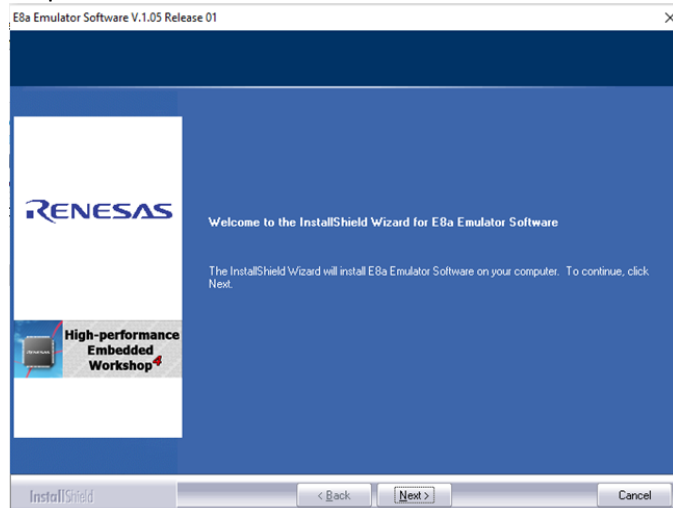 E8a Emulator Software V.1.05 Release 01
RENESAS
Welcome to the InstallShield Wizard for E8a Emulator Software
The InstallShield Wizard will install E8a Emulator Software on your computer. To continue, click
Next.
High-performance
Embedded
Workshop 4
InstallShield
< Back
Next >
Cancel